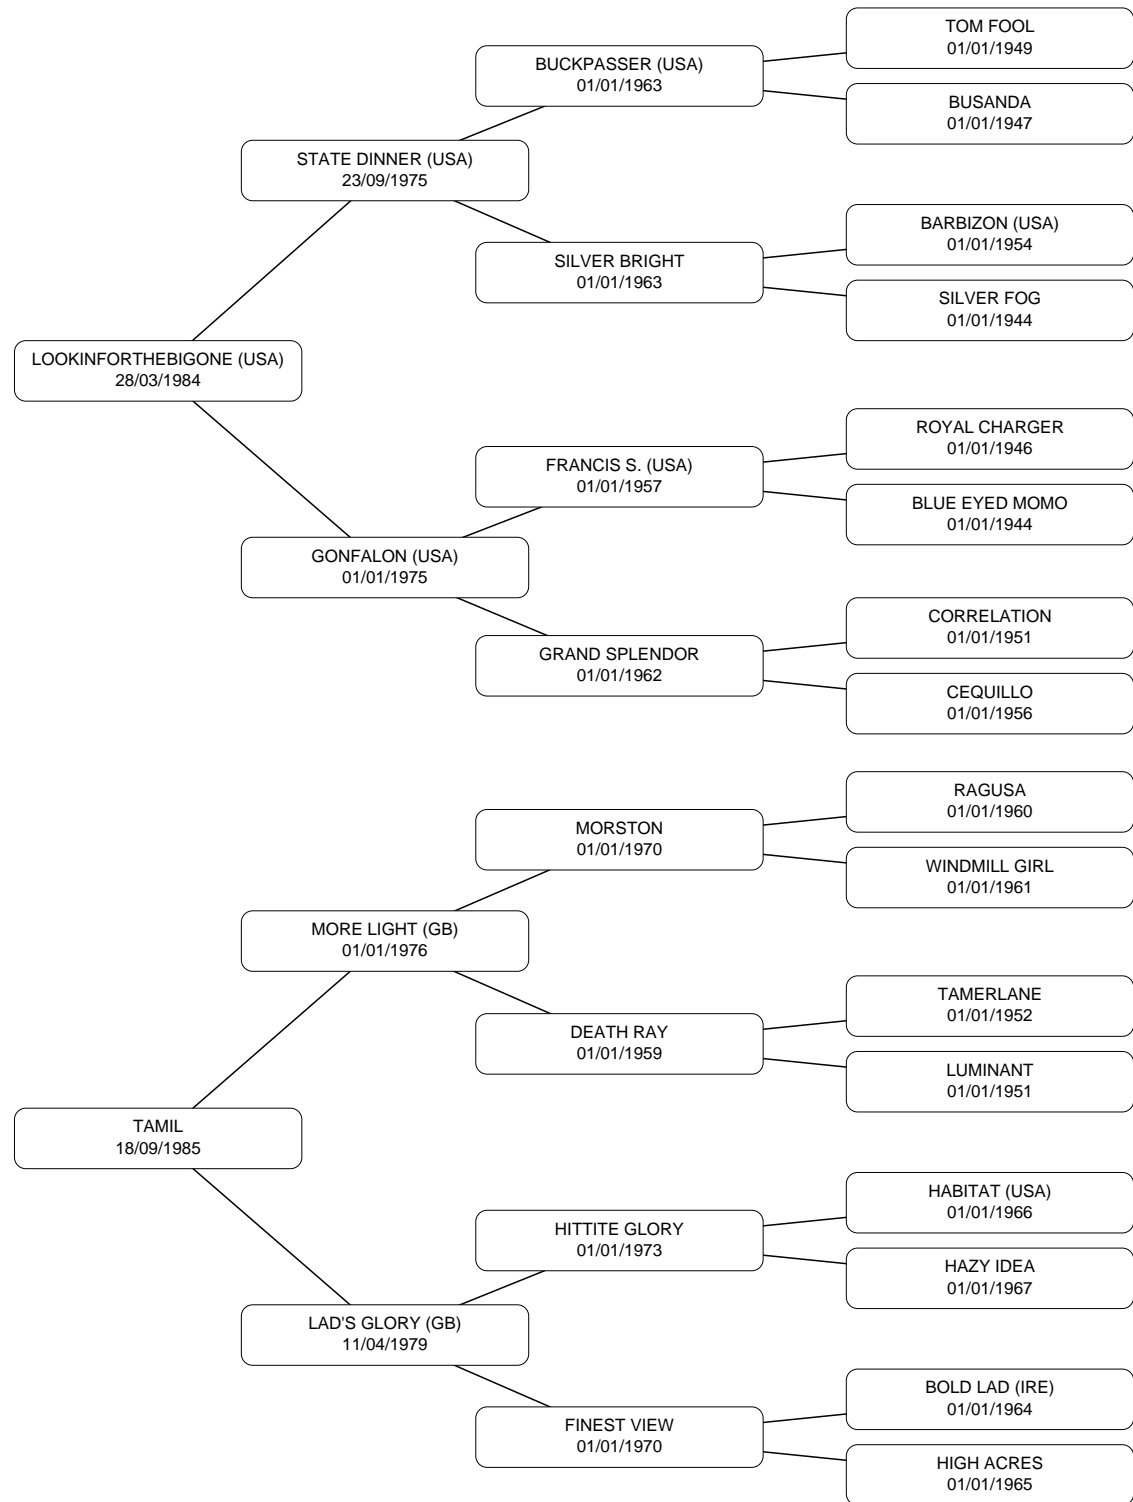 TOM FOOL
01/01/1949
BUCKPASSER (USA)
01/01/1963
BUSANDA
01/01/1947
STATE DINNER (USA)
23/09/1975
BARBIZON (USA)
01/01/1954
SILVER BRIGHT
01/01/1963
SILVER FOG
01/01/1944
LOOKINFORTHEBIGONE (USA)
28/03/1984
ROYAL CHARGER
01/01/1946
FRANCIS S. (USA)
01/01/1957
BLUE EYED MOMO
01/01/1944
GONFALON (USA)
01/01/1975
CORRELATION
01/01/1951
GRAND SPLENDOR
01/01/1962
CEQUILLO
01/01/1956
RAGUSA
01/01/1960
MORSTON
01/01/1970
WINDMILL GIRL
01/01/1961
MORE LIGHT (GB)
01/01/1976
TAMERLANE
01/01/1952
DEATH RAY
01/01/1959
LUMINANT
01/01/1951
TAMIL
18/09/1985
HABITAT (USA)
01/01/1966
HITTITE GLORY
01/01/1973
HAZY IDEA
01/01/1967
LAD'S GLORY (GB)
11/04/1979
BOLD LAD (IRE)
01/01/1964
FINEST VIEW
01/01/1970
HIGH ACRES
01/01/1965